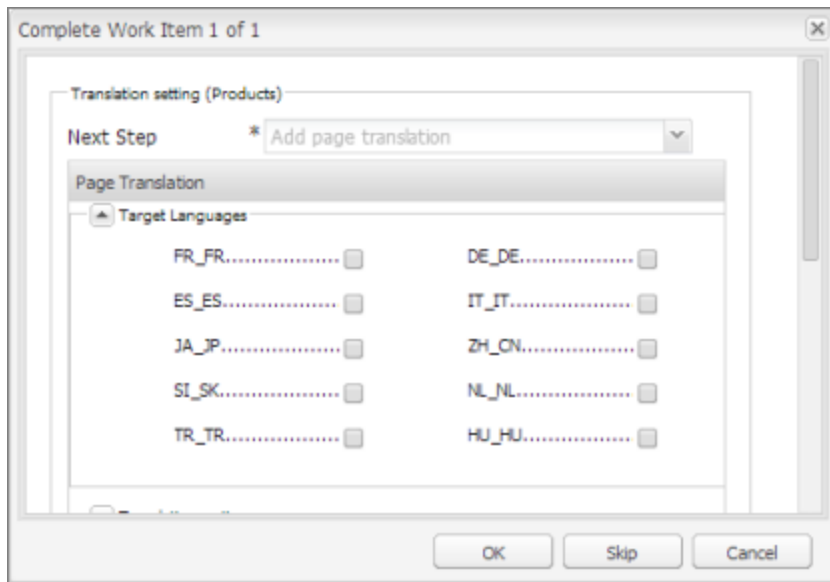 Complete Work Item 1 of 1
Translation setting (Products)
Next Step * Add page translation
Page Translation
Target Languages
FR_FR................... DE_DE...................
ES_ES................... IT_IT....................
JA_JP.................... ZH_CN..................
SI_SK.................... NL_NL...................
TR_TR................... HU_HU..................
OK Skip Cancel